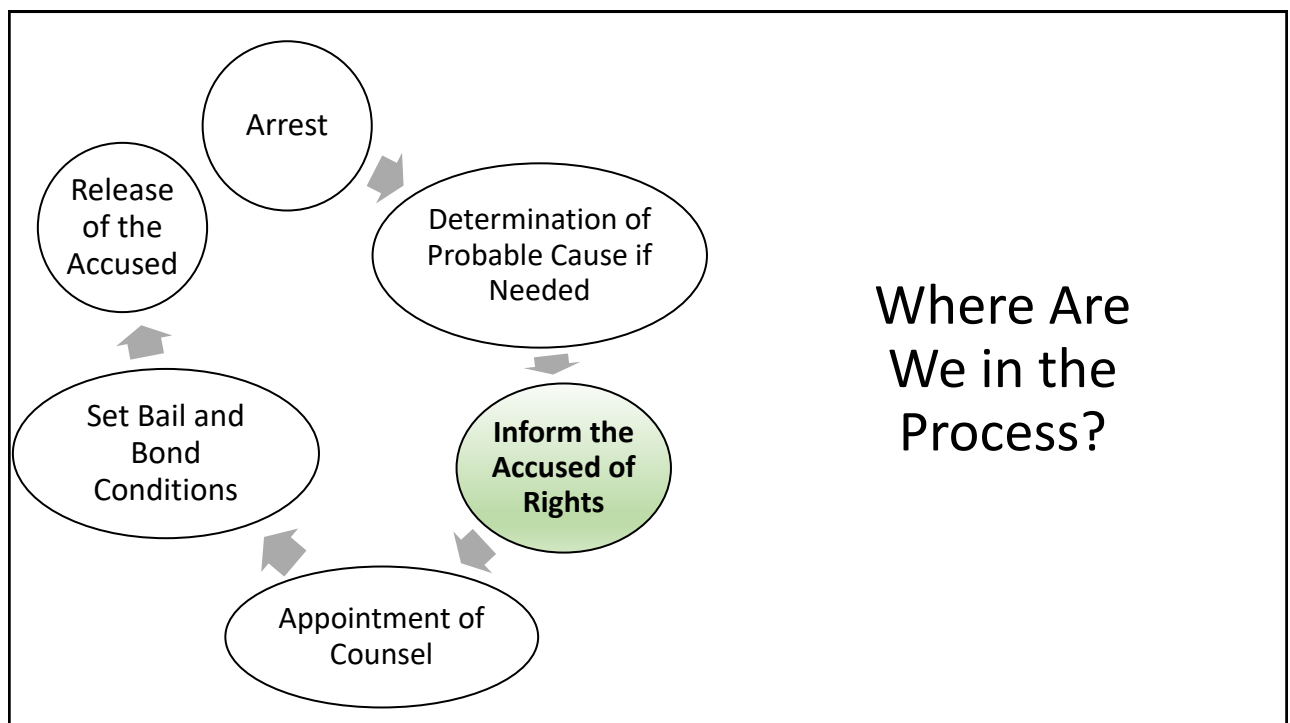 Arrest
Determination of
Probable Cause if
Needed
Inform the
Accused of
Rights
Appointment of
Counsel
Set Bail and
Bond
Conditions
Release
of the
Accused
Where Are
We in the
Process?